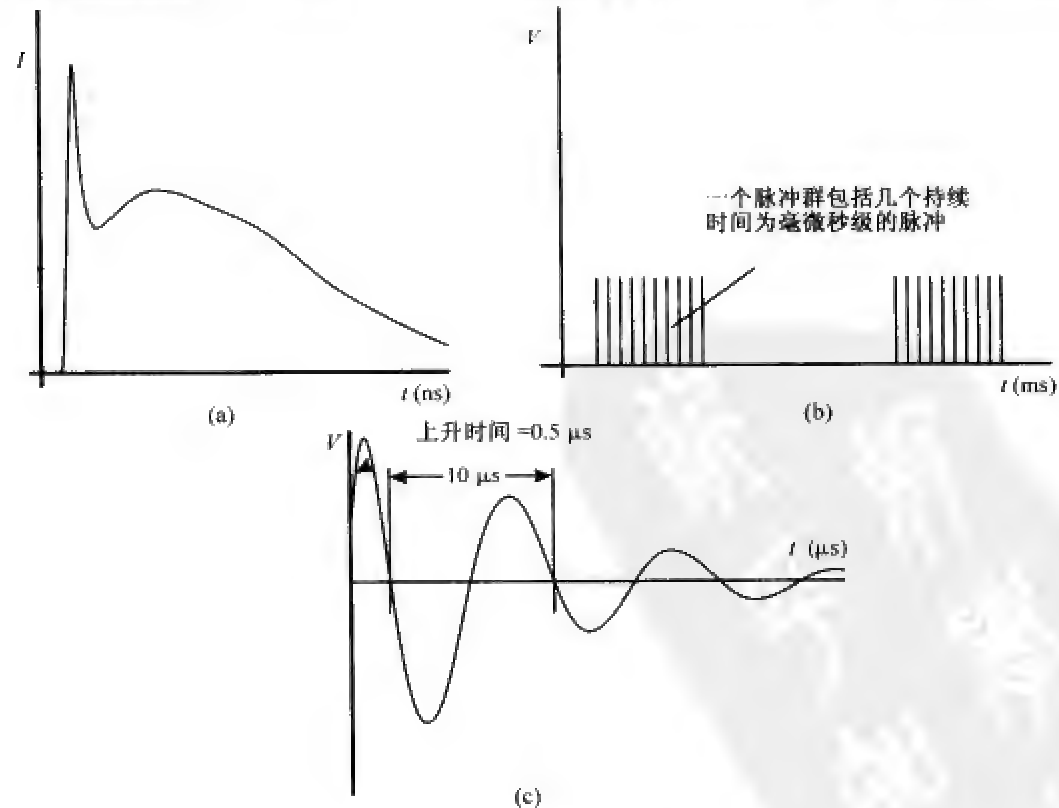 I
t (ns)
(a)
V
一个脉冲群包括几个持续
时间为毫微秒级的脉冲
t (ms)
(b)
上升时间 =0.5 μs
V
10 μs
t (μs)
(c)